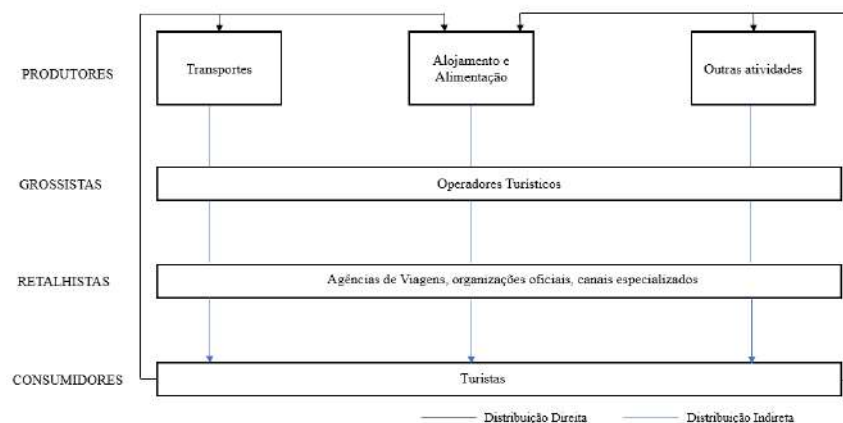 PRODUTORES
Transportes
Alojamento e
Alimentação
Outras atividades
GROSSISTAS
Operadores Turísticos
RETALHISTAS
Agências de Viagens, organizações oficiais, canais especializados
CONSUMIDORES
Turistas
Distribuição Direita
Distribuição Indireta